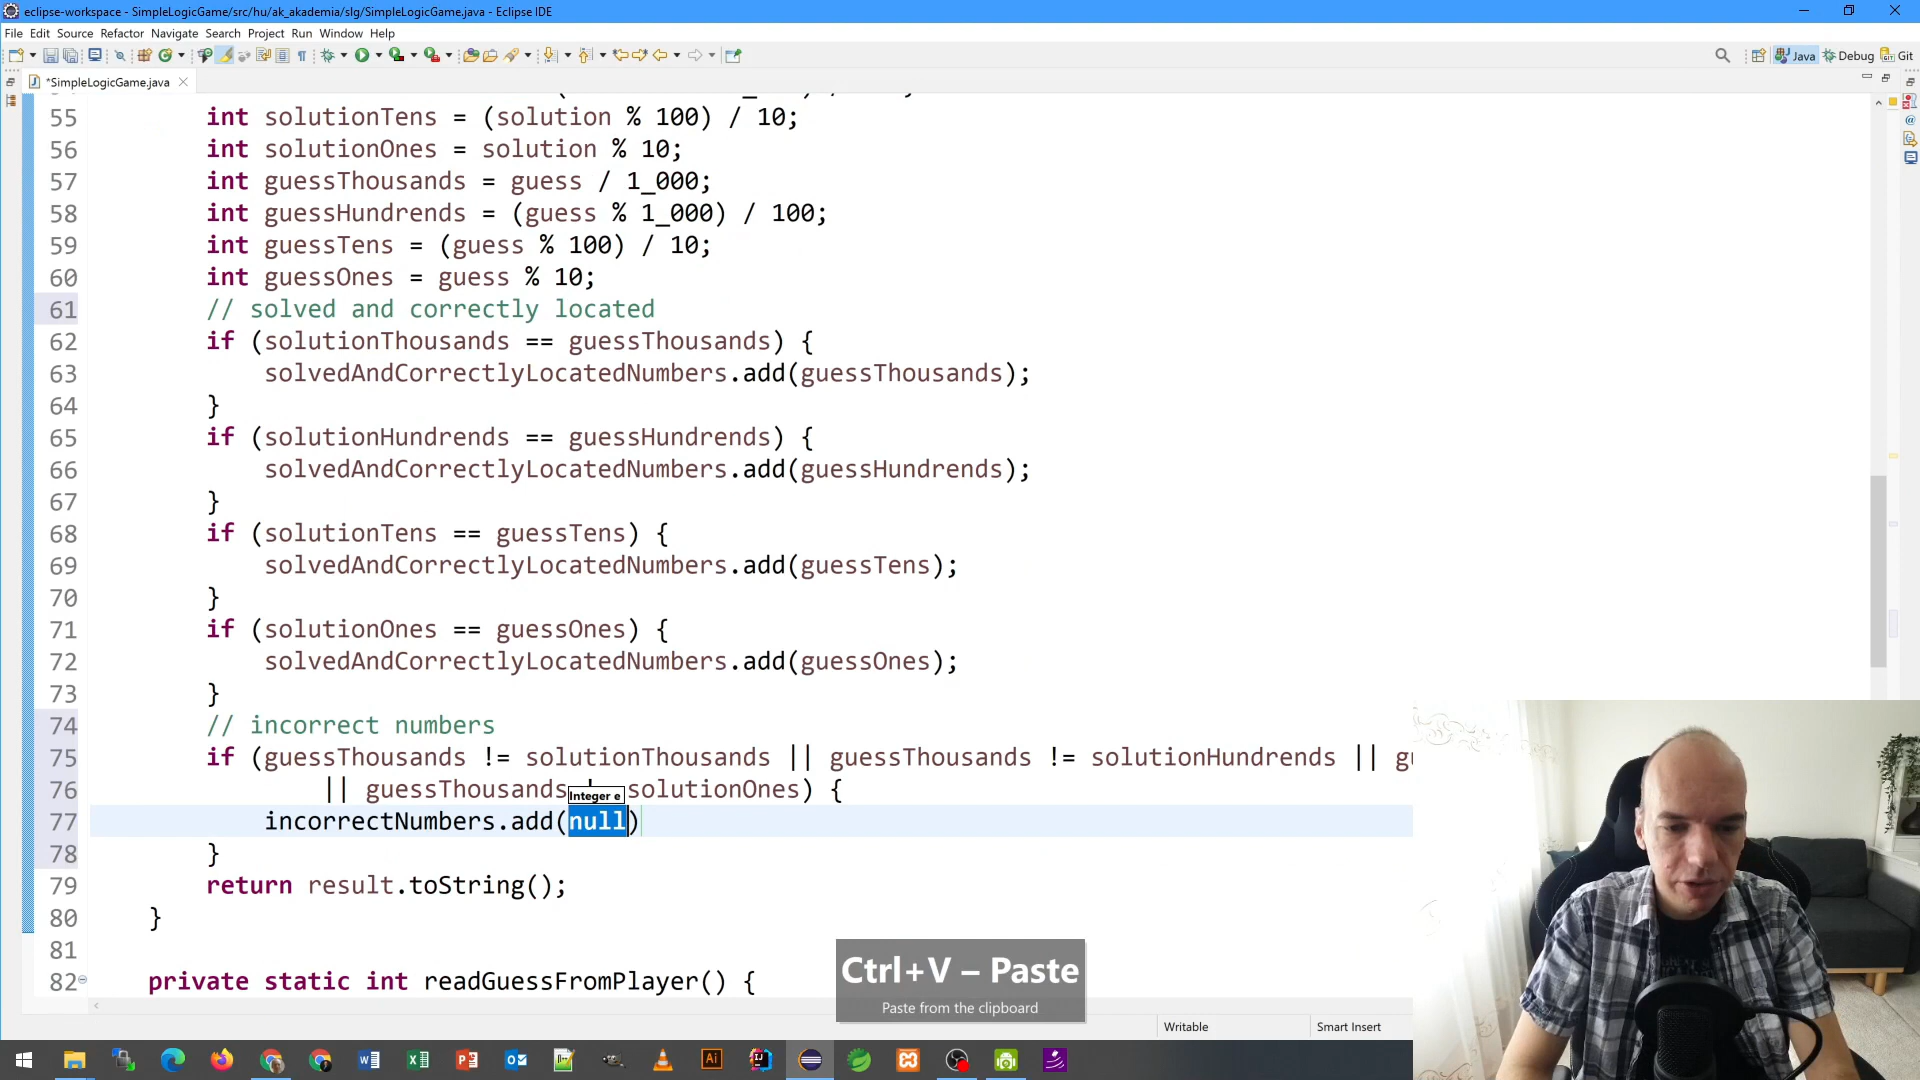 eclipse-workspace - SimpleLogicGame/src/hu/ak_akademia/slg/SimpleLogicGame.java - Eclipse IDE
File Edit Source Refactor Navigate Search Project Run Window Help
Java Debug Git
*SimpleLogicGame.java
55 int solutionTens = (solution % 100) / 10;
56 int solutionOnes = solution % 10;
57 int guessThousands = guess / 1_000;
58 int guessHundrends = (guess % 1_000) / 100;
59 int guessTens = (guess % 100) / 10;
60 int guessOnes = guess % 10;
61 // solved and correctly located
62 if (solutionThousands == guessThousands) {
63 solvedAndCorrectlyLocatedNumbers.add(guessThousands);
64 }
65 if (solutionHundrends == guessHundrends) {
66 solvedAndCorrectlyLocatedNumbers.add(guessHundrends);
67 }
68 if (solutionTens == guessTens) {
69 solvedAndCorrectlyLocatedNumbers.add(guessTens);
70 }
71 if (solutionOnes == guessOnes) {
72 solvedAndCorrectlyLocatedNumbers.add(guessOnes);
73 }
74 // incorrect numbers
75 if (guessThousands != solutionThousands || guessThousands != solutionHundrends || gu
76 || guessThousands solutionOnes) {
Integer e
77 incorrectNumbers.add(null)
78 }
79 return result.toString();
80 }
81
82 private static int readGuessFromPlayer() {
Ctrl+V – Paste
Paste from the clipboard
Writable Smart Insert